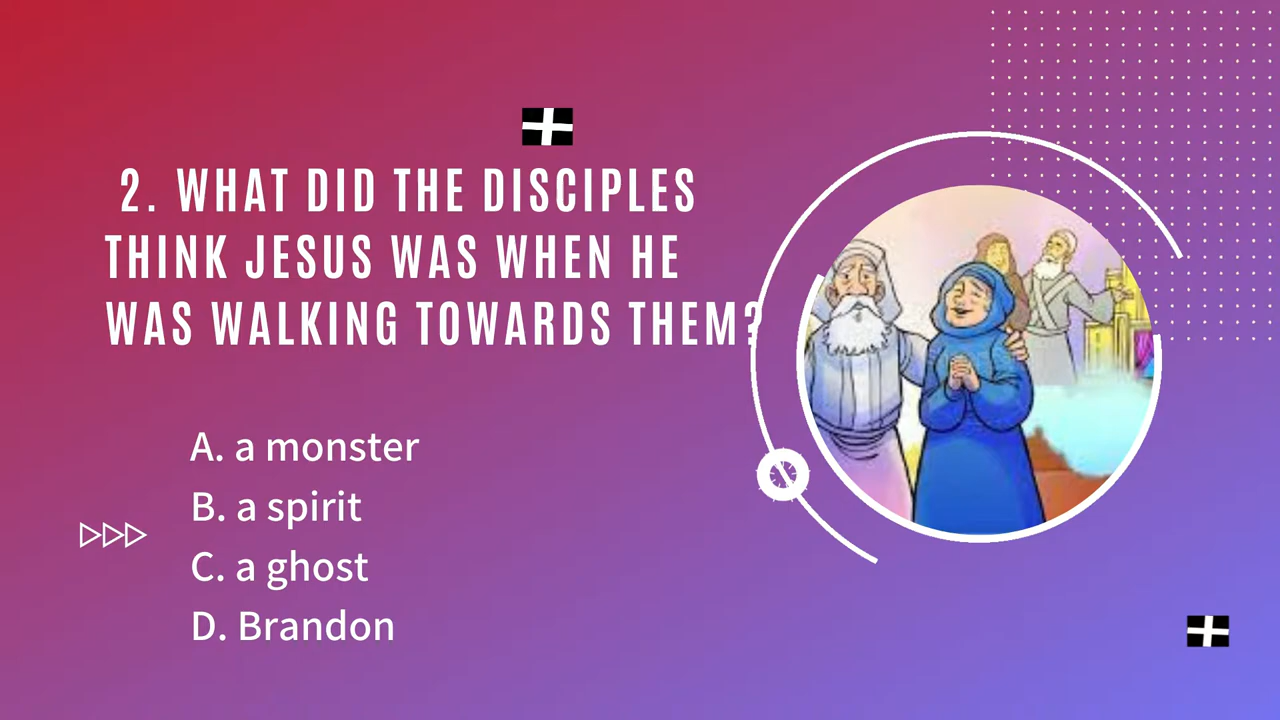 2. WHAT DID THE DISCIPLES
THINK JESUS WAS WHEN HE
WAS WALKING TOWARDS THEM?
A. a monster
B. a spirit
C. a ghost
D. Brandon